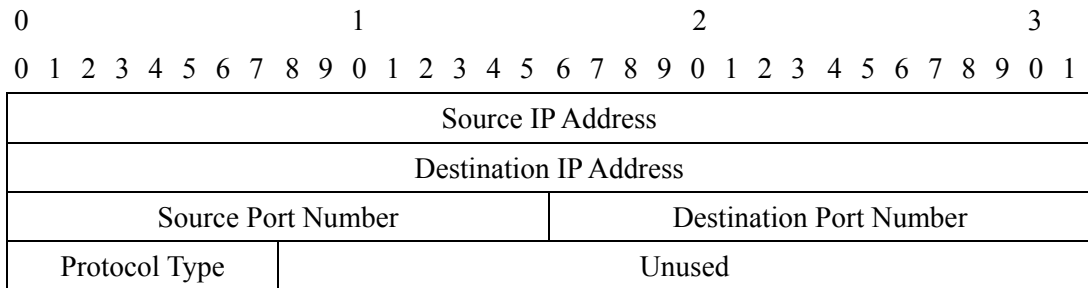 0 1 2 3
0 1 2 3 4 5 6 7 8 9 0 1 2 3 4 5 6 7 8 9 0 1 2 3 4 5 6 7 8 9 0 1
Source IP Address
Destination IP Address
Source Port Number Destination Port Number
Protocol Type Unused